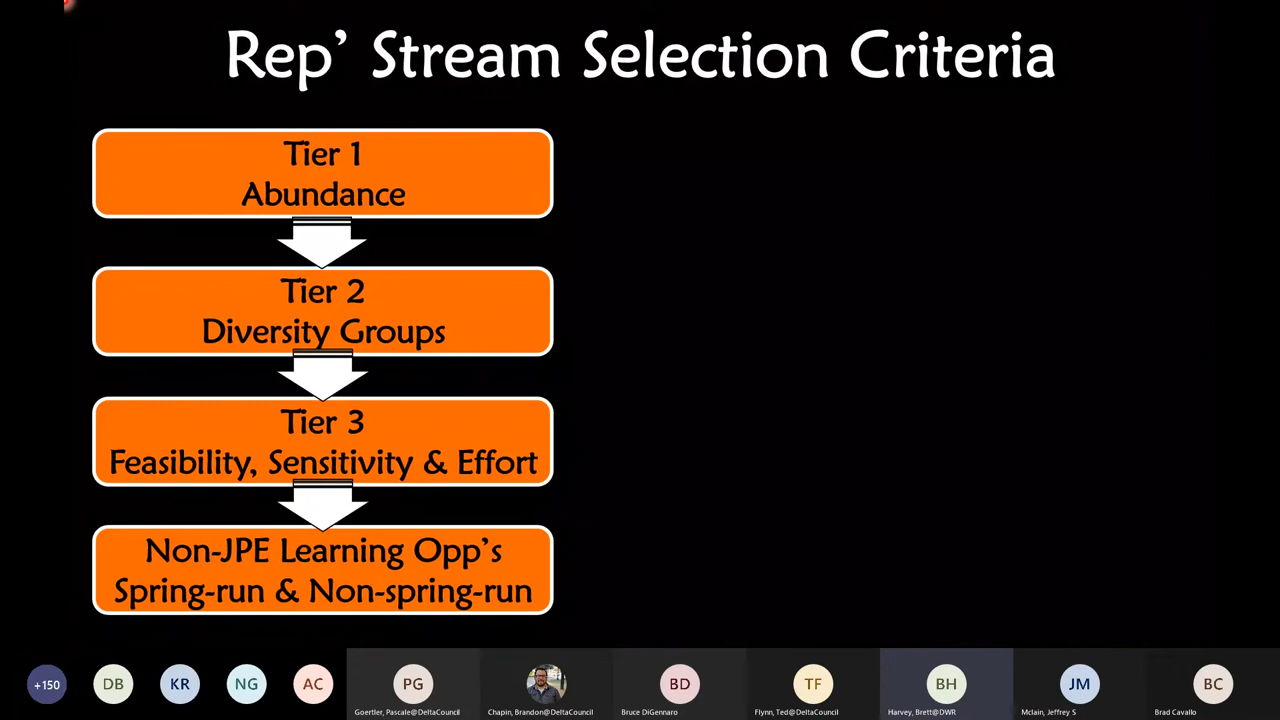 Rep' Stream Selection Criteria
Tier 1
Abundance
Tier 2
Diversity Groups
Tier 3
Feasibility, Sensitivity & Effort
Non-JPE Learning Opp's
Spring-run & Non-spring-run
+150
DB
KR
NG
AC
PG
BD
TF
BH
JM
BC
Goertler, Pascale@DeltaCouncil
Chapin, Brandon@DeltaCouncil
Bruce DiGennaro
Flynn, Ted@DeltaCouncil
Harvey, Brett@DWR
Mclain, Jeffrey S
Brad Cavallo